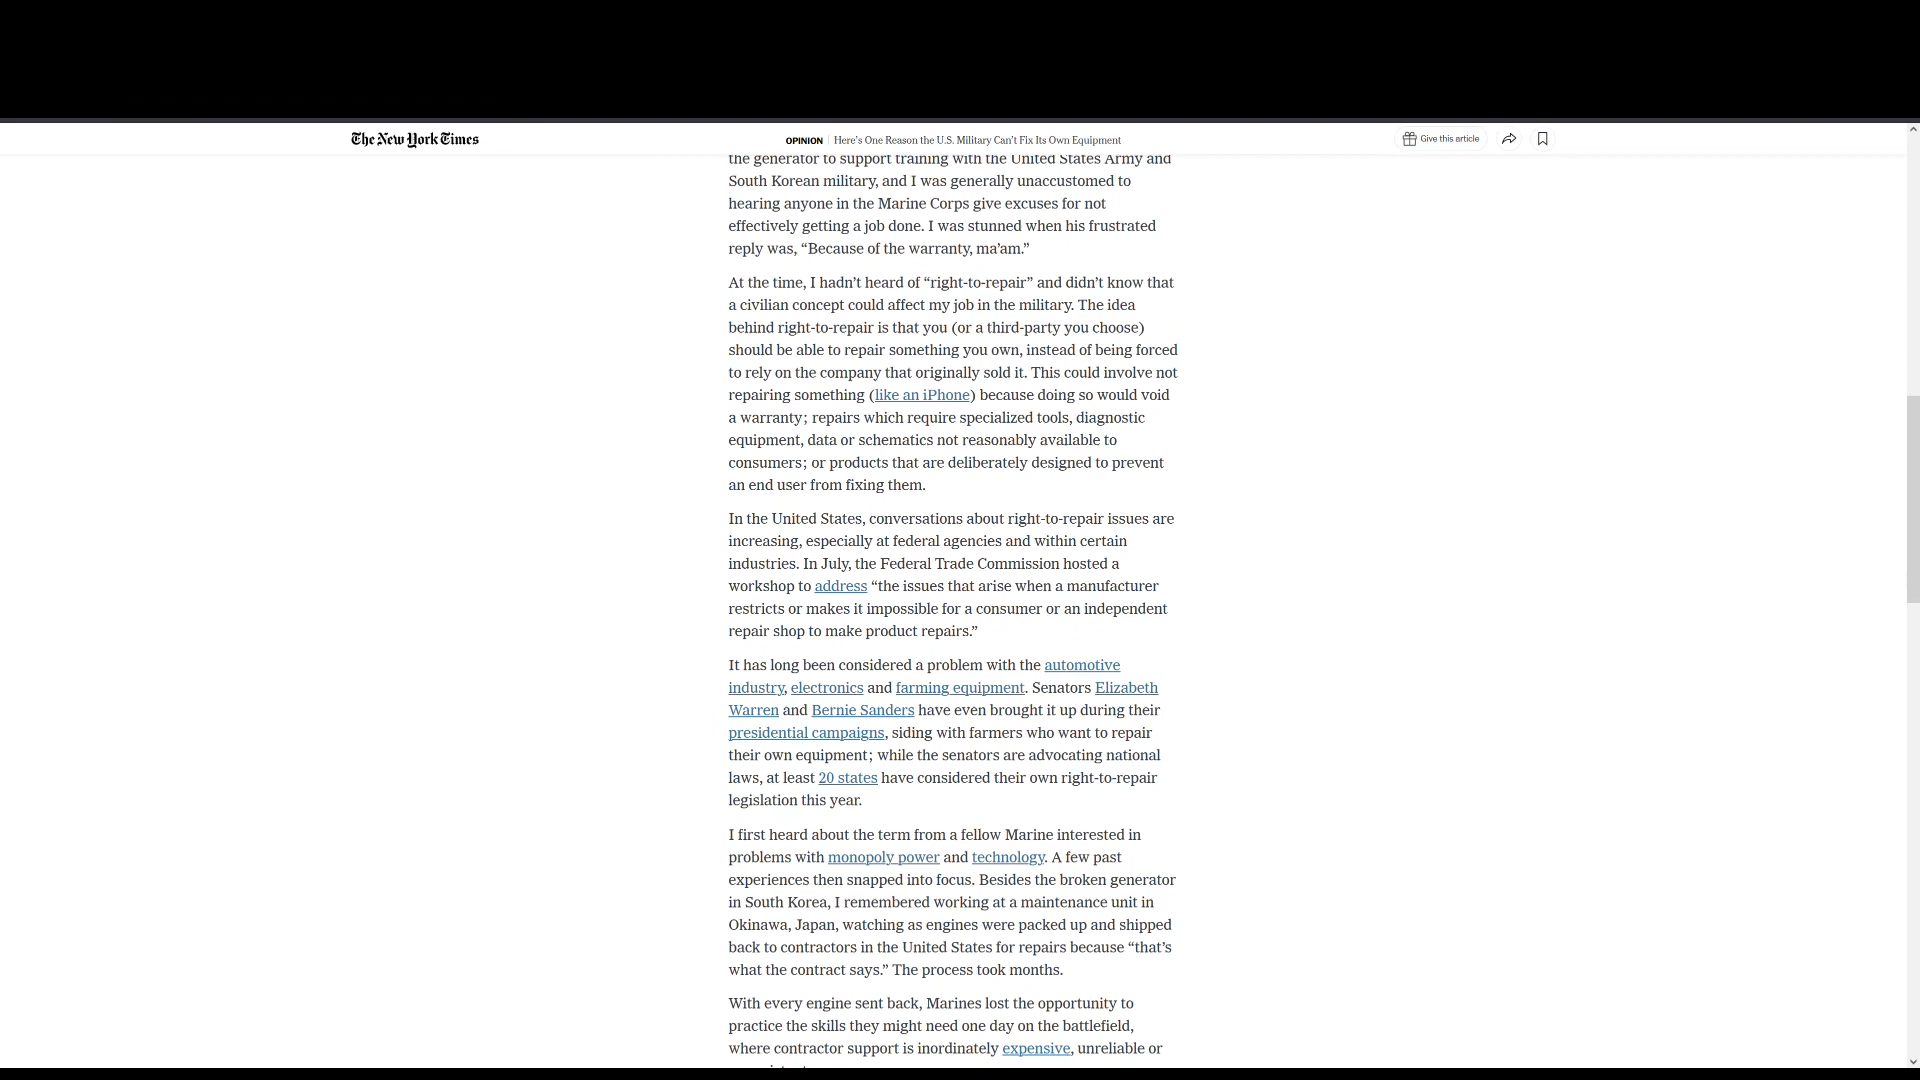 The New York Times
OPINION | Here’s One Reason the U.S. Military Can’t Fix Its Own Equipment
Give this article
the generator to support training with the United States Army and
South Korean military, and I was generally unaccustomed to
hearing anyone in the Marine Corps give excuses for not
effectively getting a job done. I was stunned when his frustrated
reply was, “Because of the warranty, ma’am.”
At the time, I hadn’t heard of “right-to-repair” and didn’t know that
a civilian concept could affect my job in the military. The idea
behind right-to-repair is that you (or a third-party you choose)
should be able to repair something you own, instead of being forced
to rely on the company that originally sold it. This could involve not
repairing something (like an iPhone) because doing so would void
a warranty; repairs which require specialized tools, diagnostic
equipment, data or schematics not reasonably available to
consumers; or products that are deliberately designed to prevent
an end user from fixing them.
In the United States, conversations about right-to-repair issues are
increasing, especially at federal agencies and within certain
industries. In July, the Federal Trade Commission hosted a
workshop to address “the issues that arise when a manufacturer
restricts or makes it impossible for a consumer or an independent
repair shop to make product repairs.”
It has long been considered a problem with the automotive
industry, electronics and farming equipment. Senators Elizabeth
Warren and Bernie Sanders have even brought it up during their
presidential campaigns, siding with farmers who want to repair
their own equipment; while the senators are advocating national
laws, at least 20 states have considered their own right-to-repair
legislation this year.
I first heard about the term from a fellow Marine interested in
problems with monopoly power and technology. A few past
experiences then snapped into focus. Besides the broken generator
in South Korea, I remembered working at a maintenance unit in
Okinawa, Japan, watching as engines were packed up and shipped
back to contractors in the United States for repairs because “that’s
what the contract says.” The process took months.
With every engine sent back, Marines lost the opportunity to
practice the skills they might need one day on the battlefield,
where contractor support is inordinately expensive, unreliable or